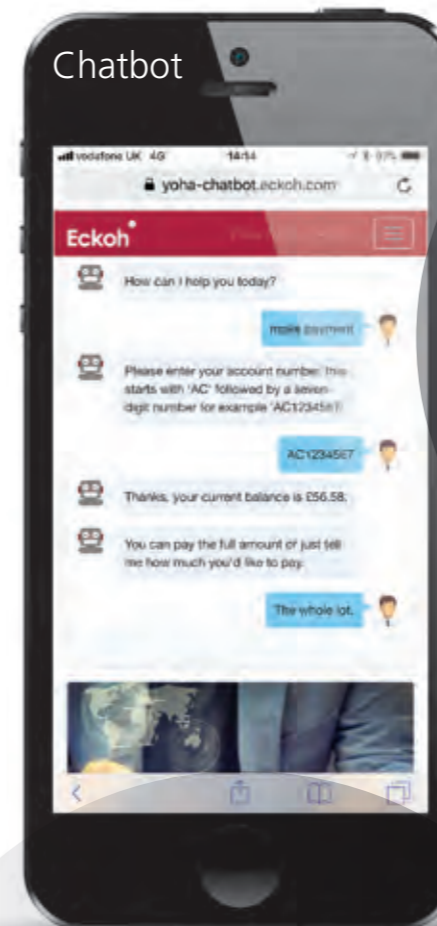 Chatbot
vodafone UK 4G 14:14
yoha-chatbot.eckoh.com
Eckoh
How can I help you today?
make payment
Please enter your account number, this
starts with 'AC' followed by a seven-
digit number for example 'AC1234567'
AC1234567
Thanks, your current balance is £56.58.
You can pay the full amount or just tell
me how much you'd like to pay.
The whole lot.